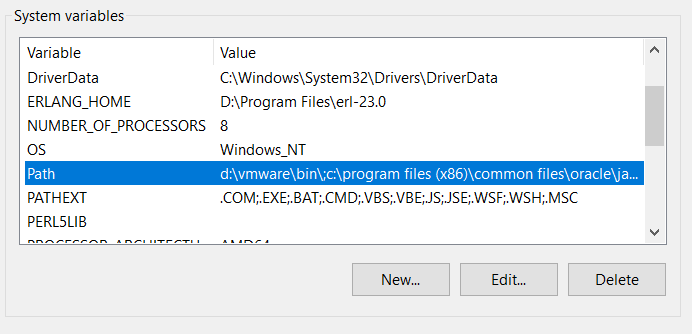 System variables
Variable Value
DriverData C:\Windows\System32\Drivers\DriverData
ERLANG_HOME D:\Program Files\erl-23.0
NUMBER_OF_PROCESSORS 8
OS Windows_NT
Path d:\vmware\bin\;c:\program files (x86)\common files\oracle\ja...
PATHEXT .COM;.EXE;.BAT;.CMD;.VBS;.VBE;.JS;.JSE;.WSF;.WSH;.MSC
PERL5LIB
PROCESSOR_ARCHITECTU AMD64
New... Edit... Delete